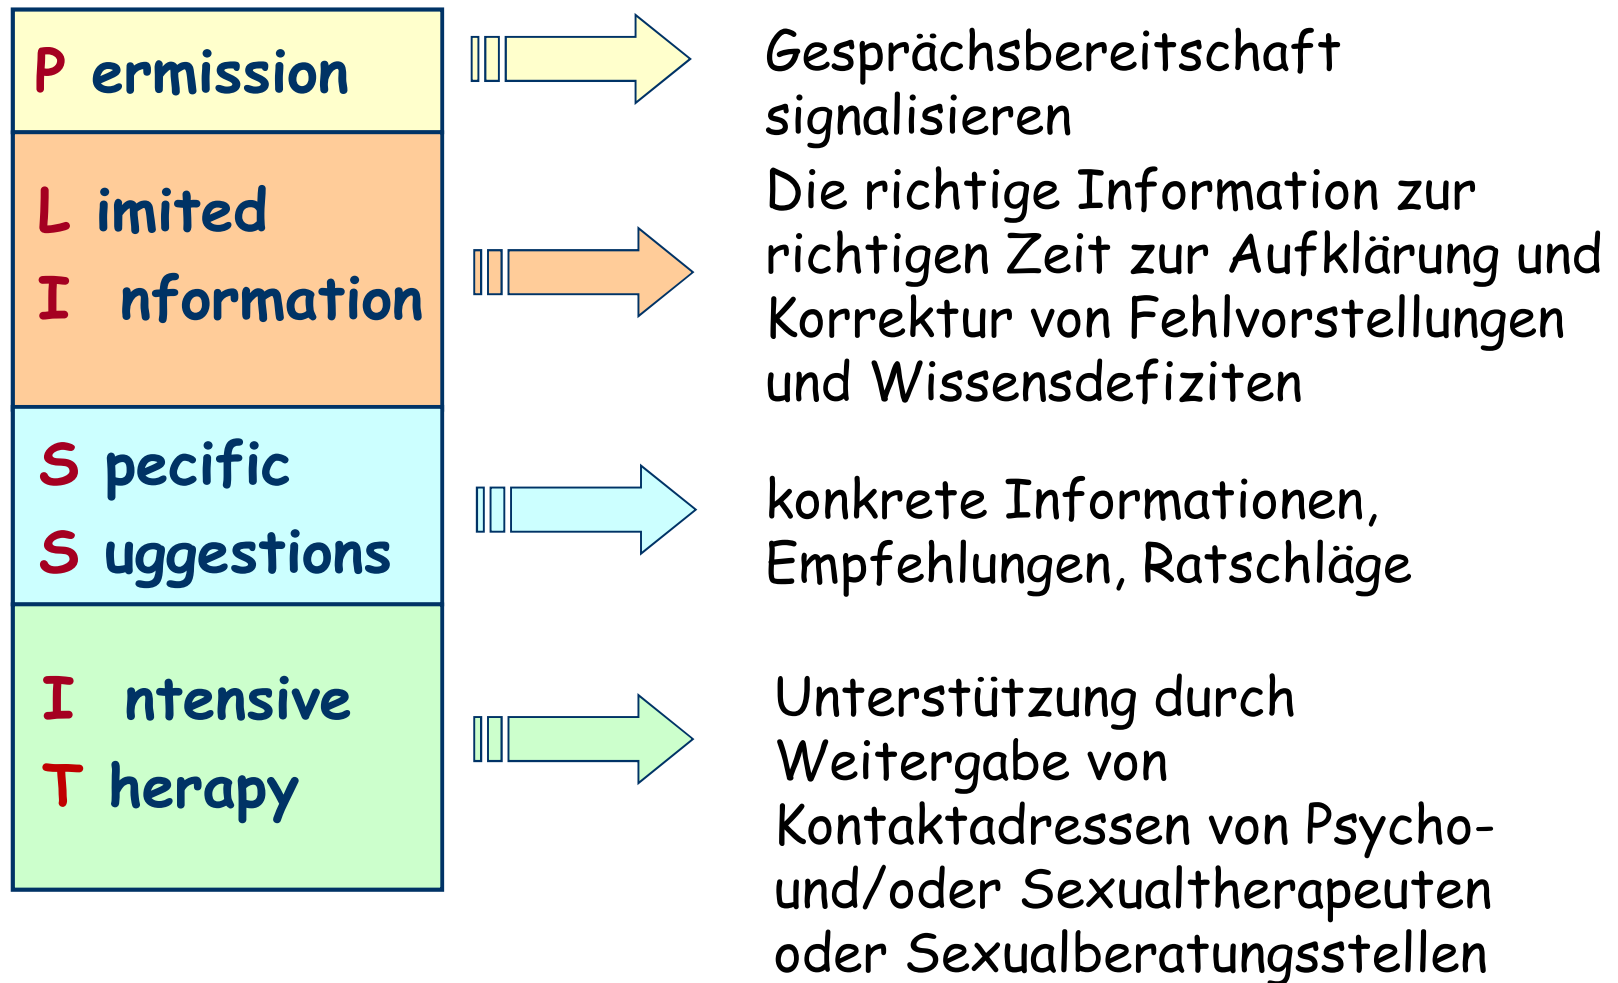 P ermission
Gesprächsbereitschaft
signalisieren
L imited
I nformation
Die richtige Information zur
richtigen Zeit zur Aufklärung und
Korrektur von Fehlvorstellungen
und Wissensdefiziten
S pecific
S uggestions
konkrete Informationen,
Empfehlungen, Ratschläge
I ntensive
T herapy
Unterstützung durch
Weitergabe von
Kontaktadressen von Psycho-
und/oder Sexualtherapeuten
oder Sexualberatungsstellen